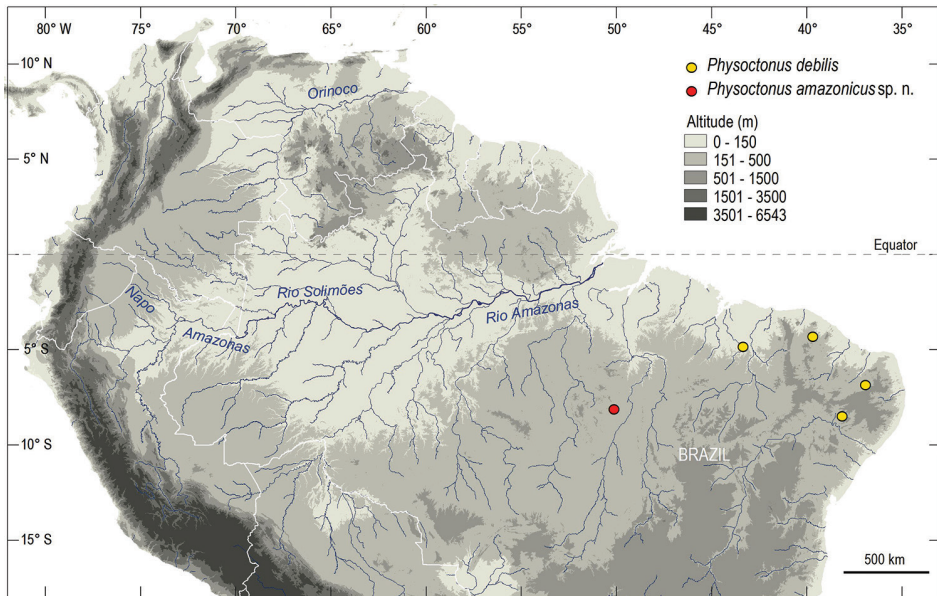 80° W 75° 70° 65° 60° 55° 50° 45° 40° 35°
10° N
5° N
5° S
10° S
15° S
Orinoco
Physoctonus debilis
Physoctonus amazonicus sp. n.
Altitude (m)
0 - 150
151 - 500
501 - 1500
1501 - 3500
3501 - 6543
Equator
Napo
Rio Solimões
Rio Amazonas
Amazonas
BRAZIL
500 km